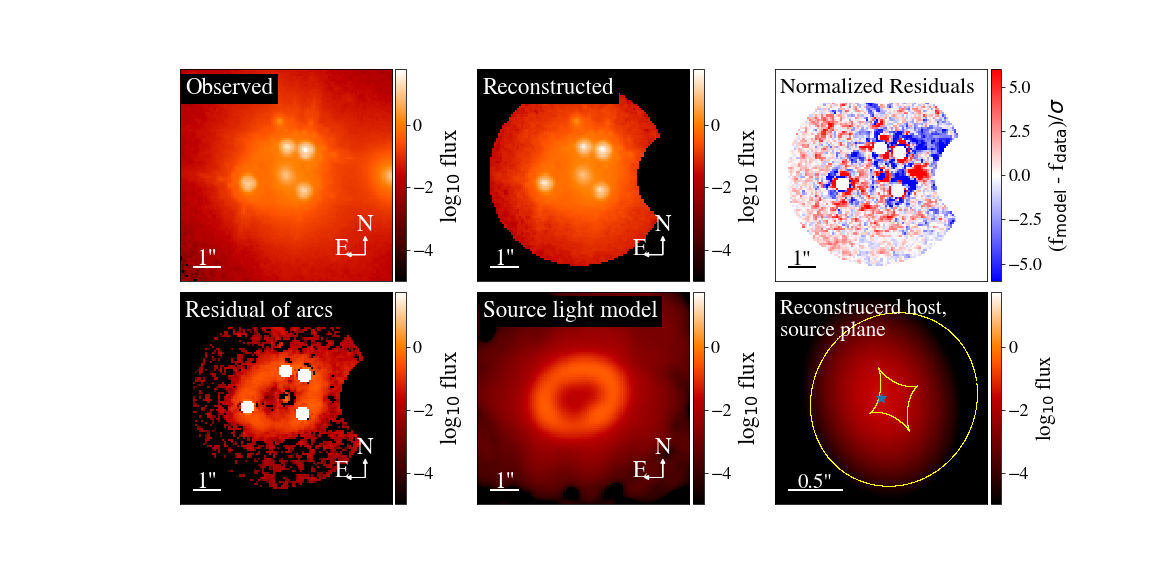 Observed
N
E
1"
0
−2
−4
log10 flux
Reconstructed
N
E
1"
0
−2
−4
log10 flux
Normalized Residuals
1"
5.0
2.5
0.0
−2.5
−5.0
(fmodel - fdata)/σ
Residual of arcs
N
E
1"
0
−2
−4
log10 flux
Source light model
N
E
1"
0
−2
−4
log10 flux
Reconstrucerd host,
source plane
0.5"
0
−2
−4
log10 flux